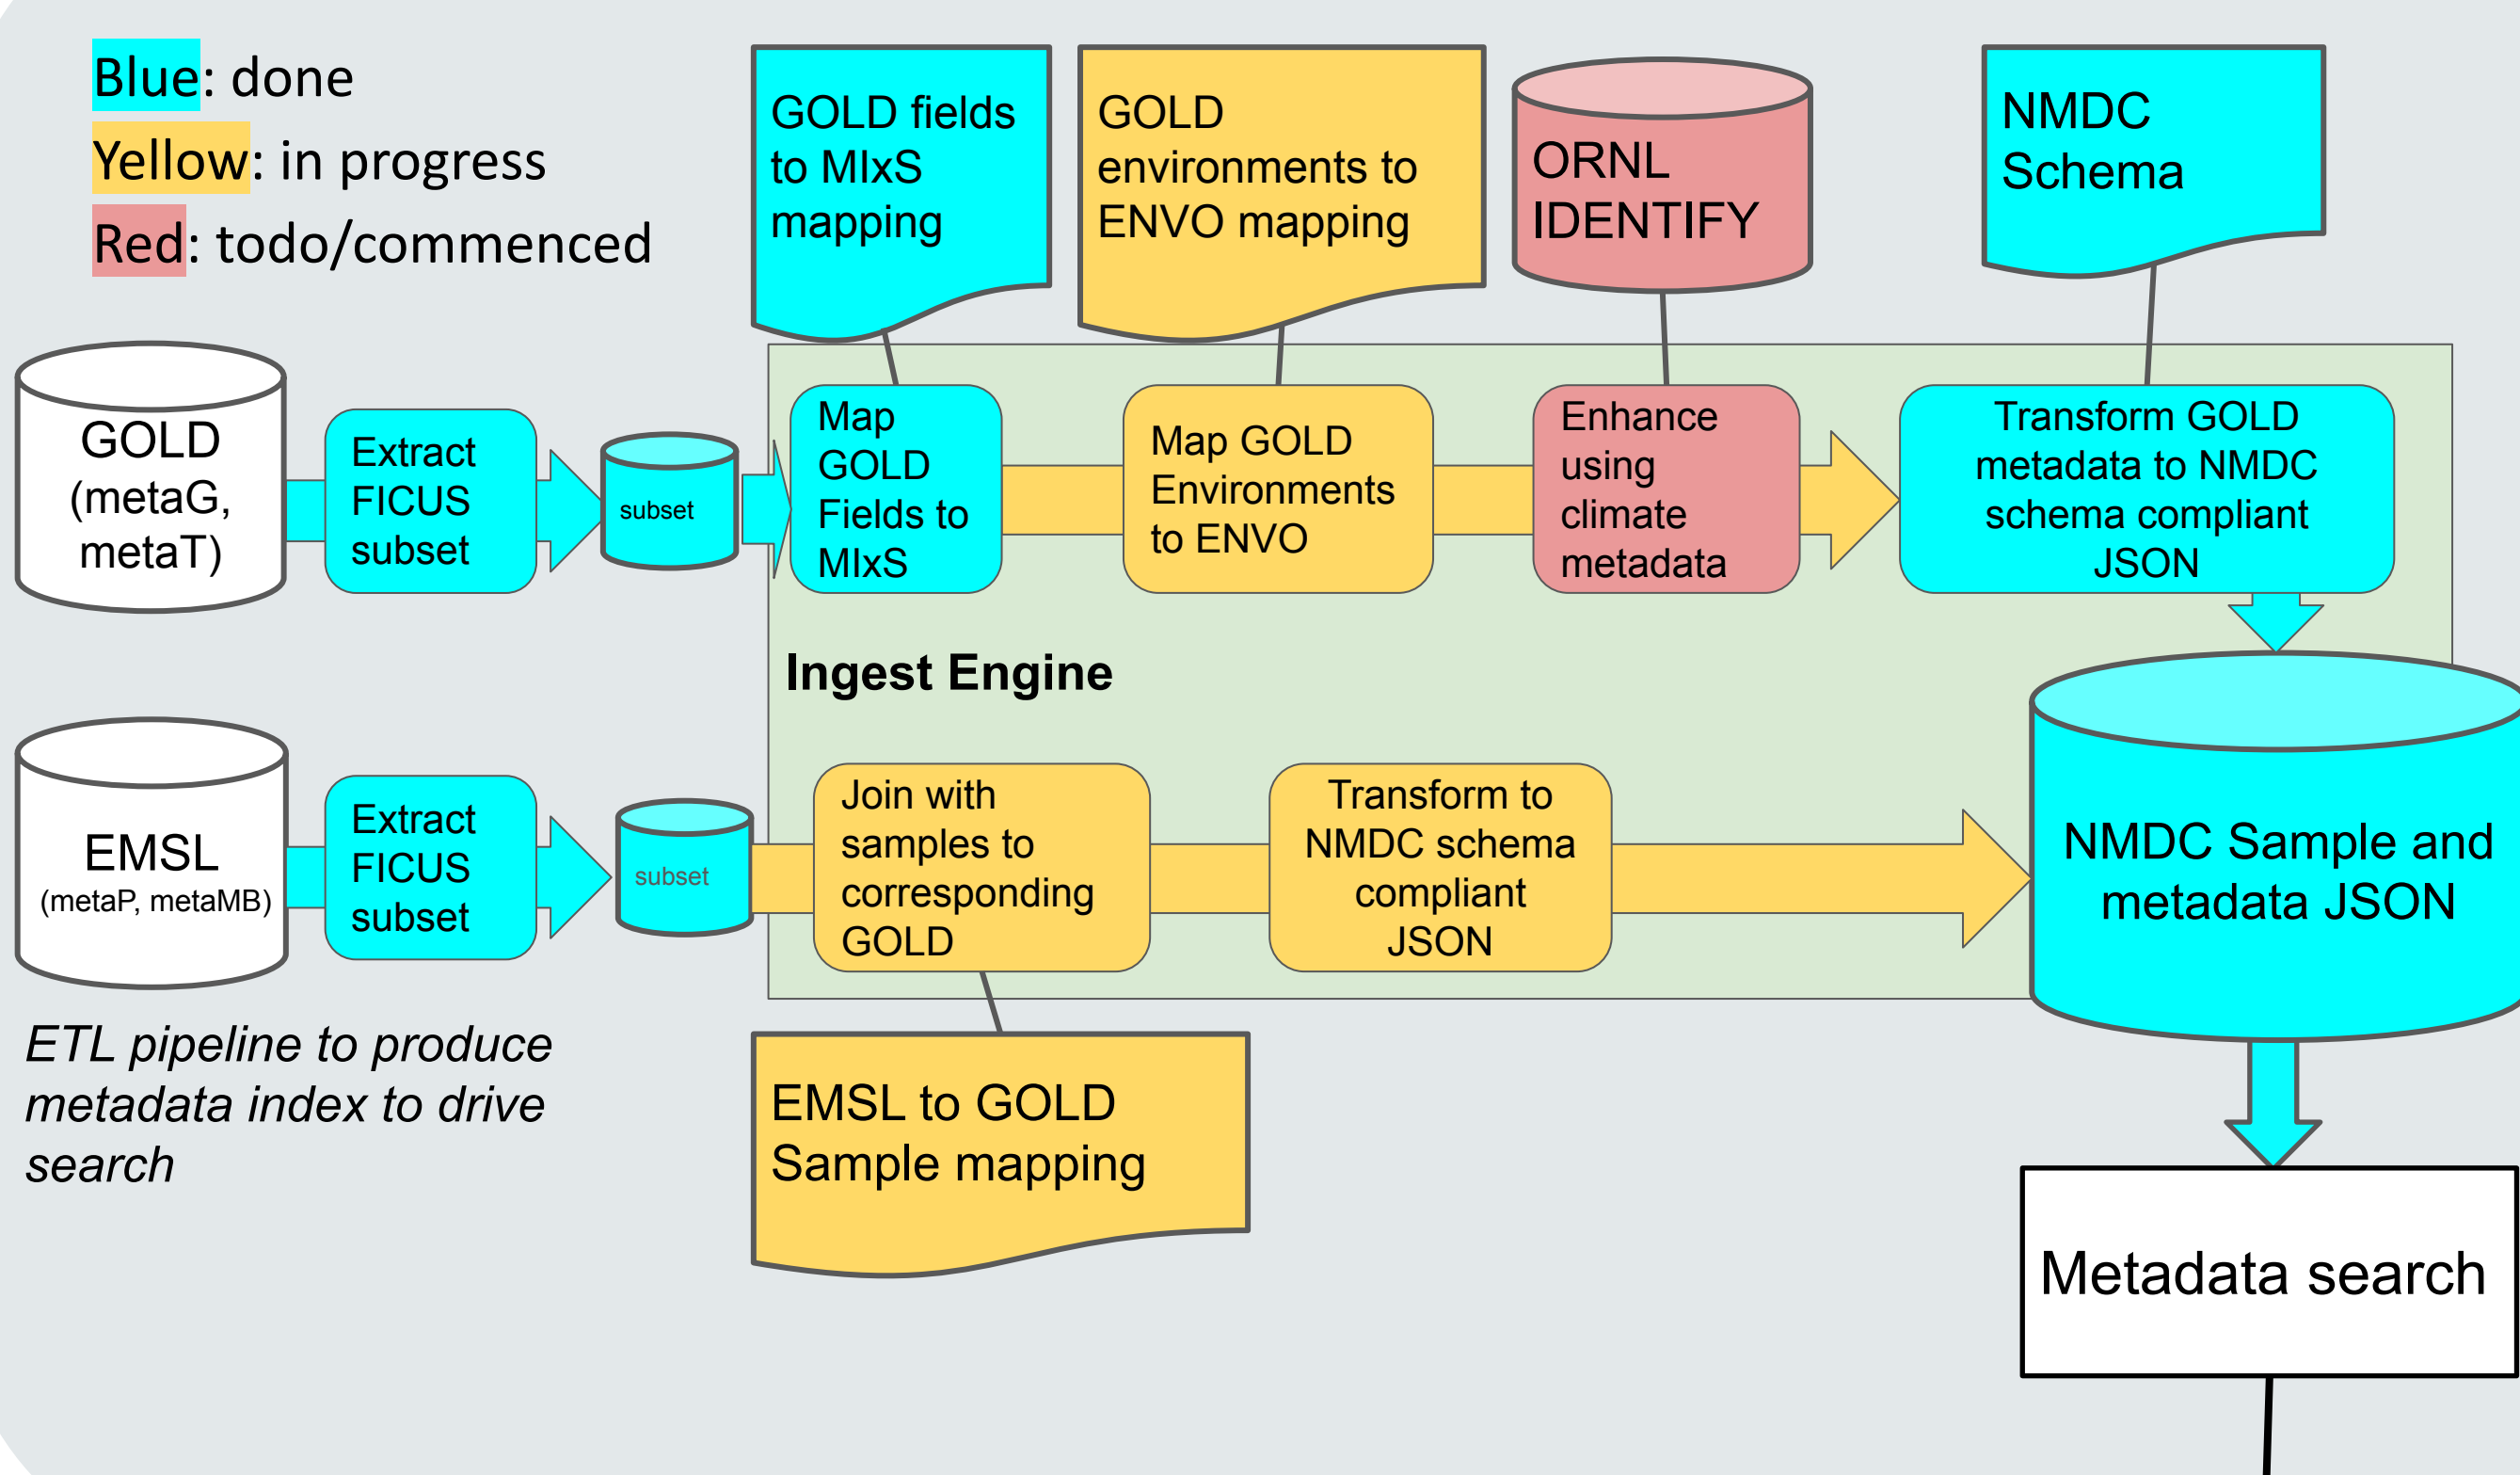 Blue: done
Yellow: in progress
Red: todo/commenced
GOLD fields
to MIxS
mapping
GOLD
environments to
ENVO mapping
ORNL
IDENTIFY
NMDC
Schema
GOLD
(metaG,
metaT)
Extract
FICUS
subset
subset
Map
GOLD
Fields to
MIxS
Map GOLD
Environments
to ENVO
Enhance
using
climate
metadata
Transform GOLD
metadata to NMDC
schema compliant
JSON
Ingest Engine
EMSL
(metaP, metaMB)
Extract
FICUS
subset
subset
Join with
samples to
corresponding
GOLD
Transform to
NMDC schema
compliant
JSON
NMDC Sample and
metadata JSON
ETL pipeline to produce
metadata index to drive
search
EMSL to GOLD
Sample mapping
Metadata search